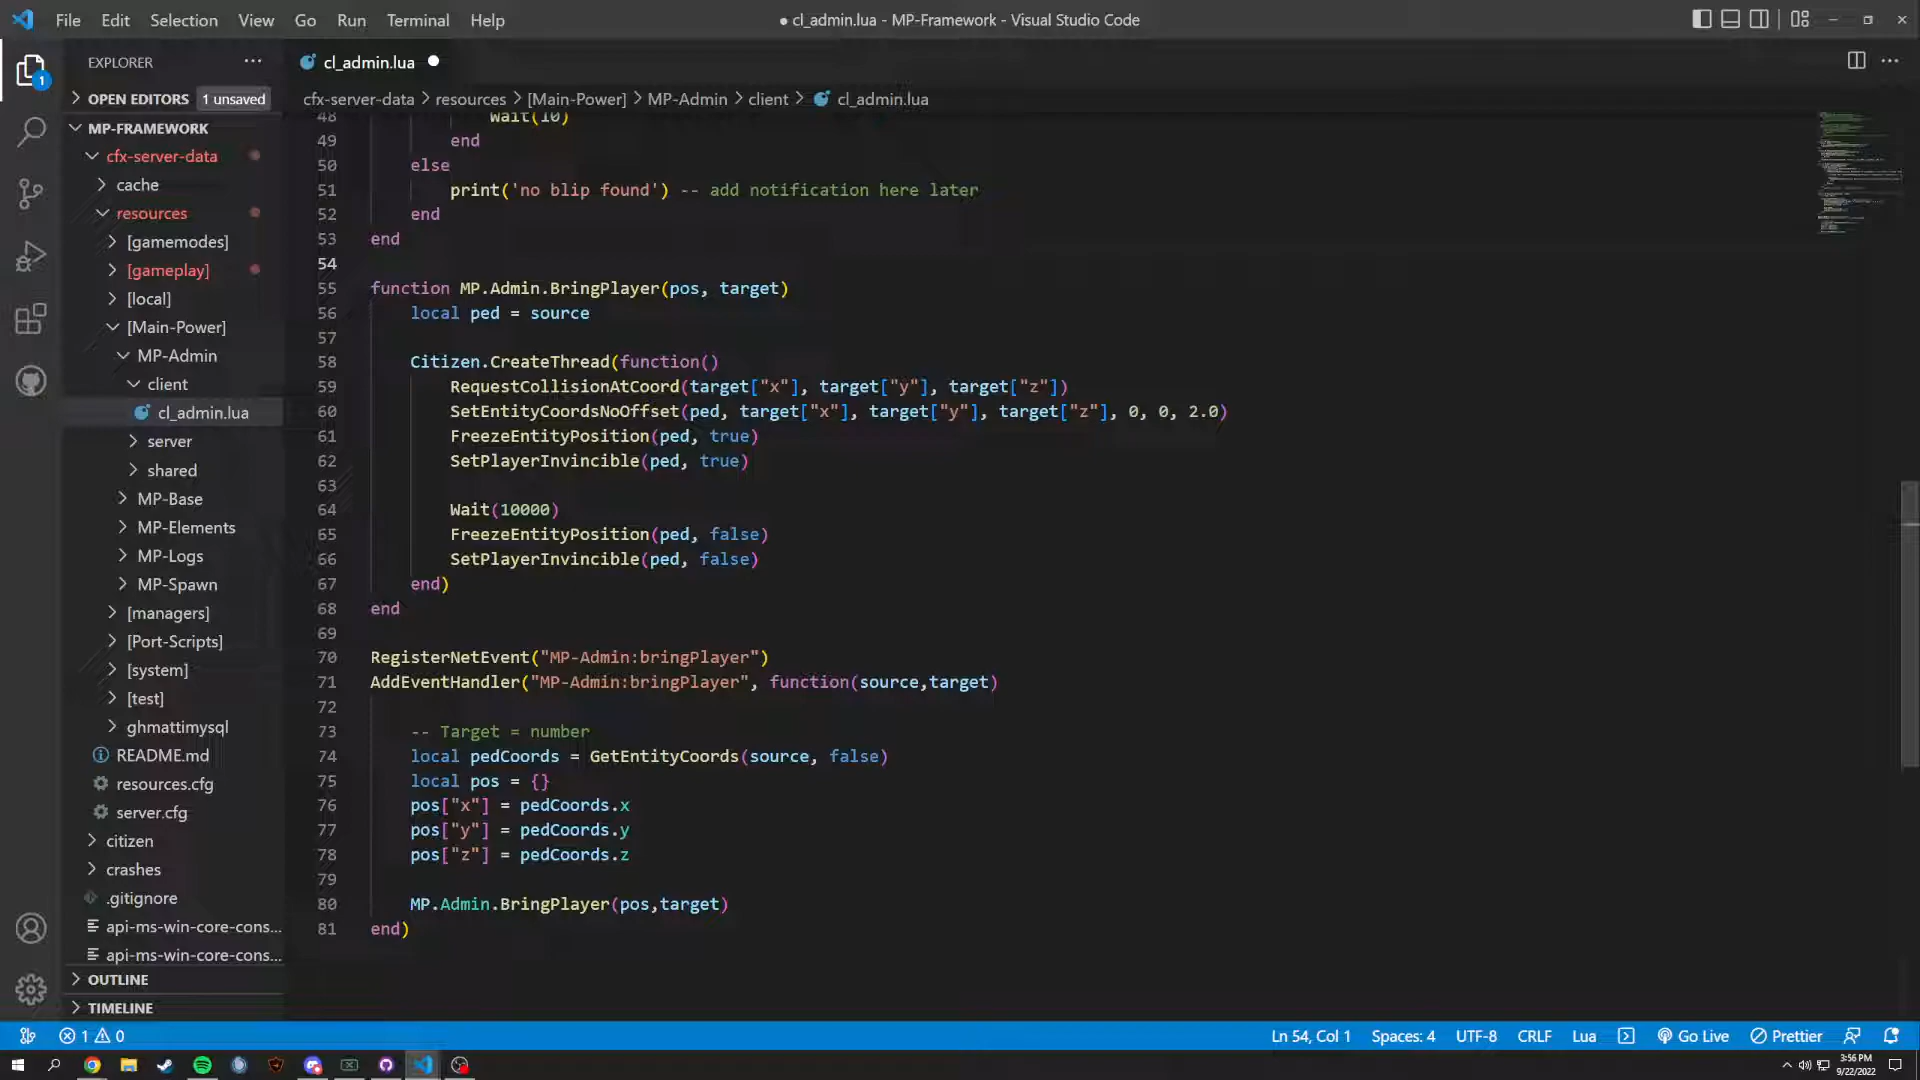 File Edit Selection View Go Run Terminal Help
● cl_admin.lua - MP-Framework - Visual Studio Code
EXPLORER
OPEN EDITORS 1 unsaved
MP-FRAMEWORK
cfx-server-data
cache
resources
[gamemodes]
[gameplay]
[local]
[Main-Power]
MP-Admin
client
cl_admin.lua
server
shared
MP-Base
MP-Elements
MP-Logs
MP-Spawn
[managers]
[Port-Scripts]
[system]
[test]
ghmattimysql
README.md
resources.cfg
server.cfg
citizen
crashes
.gitignore
api-ms-win-core-cons...
api-ms-win-core-cons...
OUTLINE
TIMELINE
1
cl_admin.lua ●
cfx-server-data > resources > [Main-Power] > MP-Admin > client > cl_admin.lua
48 Wait(10)
49 end
50 else
51 print('no blip found') -- add notification here later
52 end
53 end
54
55 function MP.Admin.BringPlayer(pos, target)
56 local ped = source
57
58 Citizen.CreateThread(function()
59 RequestCollisionAtCoord(target["x"], target["y"], target["z"])
60 SetEntityCoordsNoOffset(ped, target["x"], target["y"], target["z"], 0, 0, 2.0)
61 FreezeEntityPosition(ped, true)
62 SetPlayerInvincible(ped, true)
63
64 Wait(10000)
65 FreezeEntityPosition(ped, false)
66 SetPlayerInvincible(ped, false)
67 end)
68 end
69
70 RegisterNetEvent("MP-Admin:bringPlayer")
71 AddEventHandler("MP-Admin:bringPlayer", function(source,target)
72
73 -- Target = number
74 local pedCoords = GetEntityCoords(source, false)
75 local pos = {}
76 pos["x"] = pedCoords.x
77 pos["y"] = pedCoords.y
78 pos["z"] = pedCoords.z
79
80 MP.Admin.BringPlayer(pos,target)
81 end)
1 0
Ln 54, Col 1 Spaces: 4 UTF-8 CRLF Lua Go Live Prettier
3:56 PM
9/22/2022